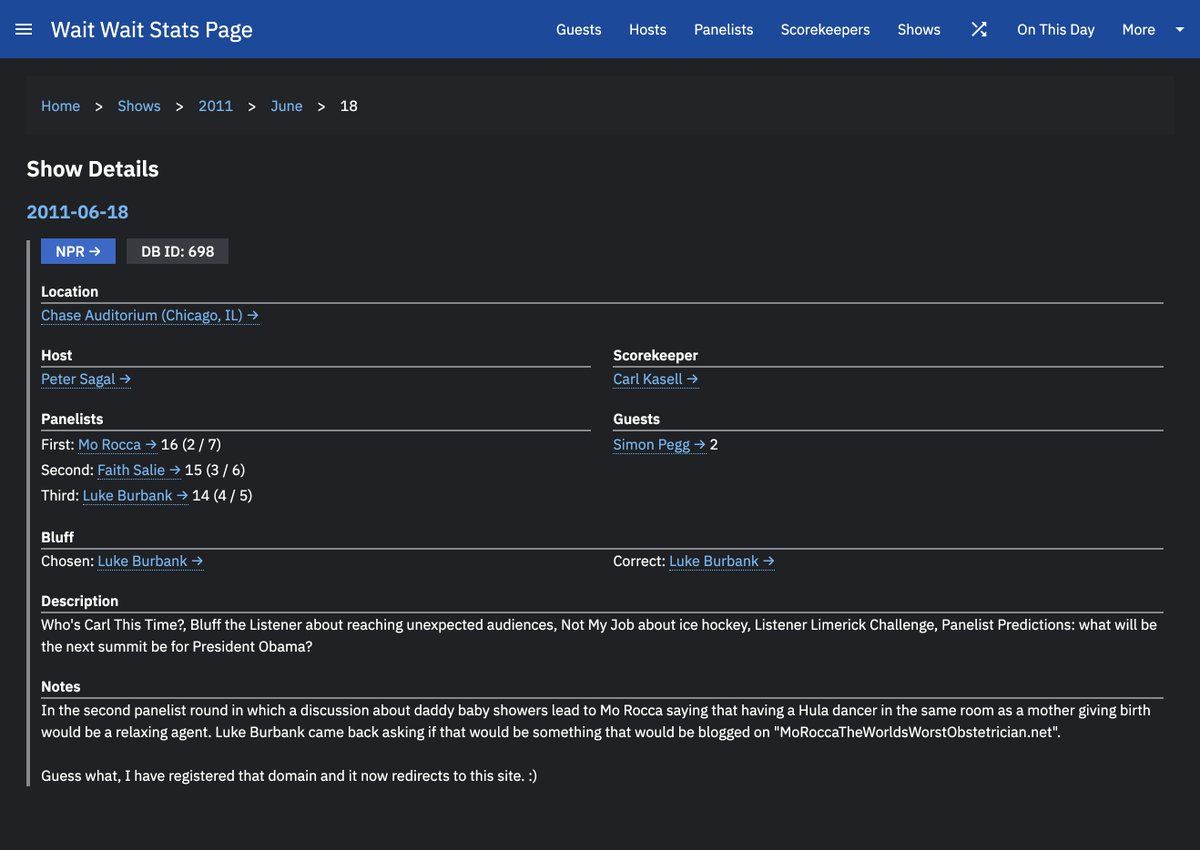 Wait Wait Stats Page
Guests Hosts Panelists Scorekeepers Shows On This Day More
Home > Shows > 2011 > June > 18
Show Details
2011-06-18
NPR → DB ID: 698
Location
Chase Auditorium (Chicago, IL) →
Host
Peter Sagal →
Scorekeeper
Carl Kasell →
Panelists
First: Mo Rocca → 16 (2 / 7)
Second: Faith Salie → 15 (3 / 6)
Third: Luke Burbank → 14 (4 / 5)
Guests
Simon Pegg → 2
Bluff
Chosen: Luke Burbank →
Correct: Luke Burbank →
Description
Who's Carl This Time?, Bluff the Listener about reaching unexpected audiences, Not My Job about ice hockey, Listener Limerick Challenge, Panelist Predictions: what will be
the next summit be for President Obama?
Notes
In the second panelist round in which a discussion about daddy baby showers lead to Mo Rocca saying that having a Hula dancer in the same room as a mother giving birth
would be a relaxing agent. Luke Burbank came back asking if that would be something that would be blogged on "MoRoccaTheWorldsWorstObstetrician.net".
Guess what, I have registered that domain and it now redirects to this site. :)